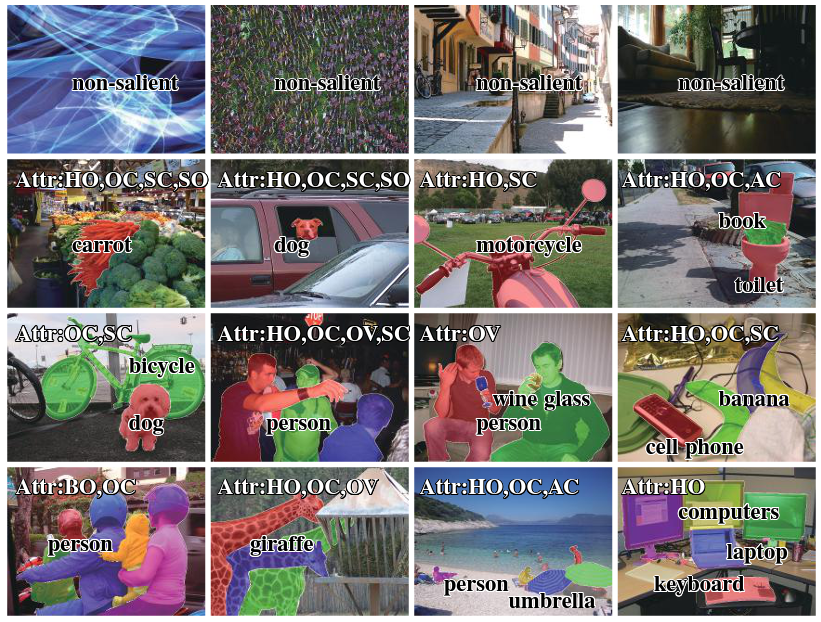 non-salient
non-salient
non-salient
non-salient
Attr:HO,OC,SC,SO
carrot
Attr:HO,OC,SC,SO
dog
Attr:HO,SC
motorcycle
Attr:HO,OC,AC
book
toilet
Attr:OC,SC
bicycle
dog
Attr:HO,OC,OV,SC
STOP
person
Attr:OV
wine glass
person
Attr:HO,OC,SC
banana
cell phone
Attr:BO,OC
person
Attr:HO,OC,OV
giraffe
Attr:HO,OC,AC
person
umbrella
Attr:HO
computers
laptop
keyboard